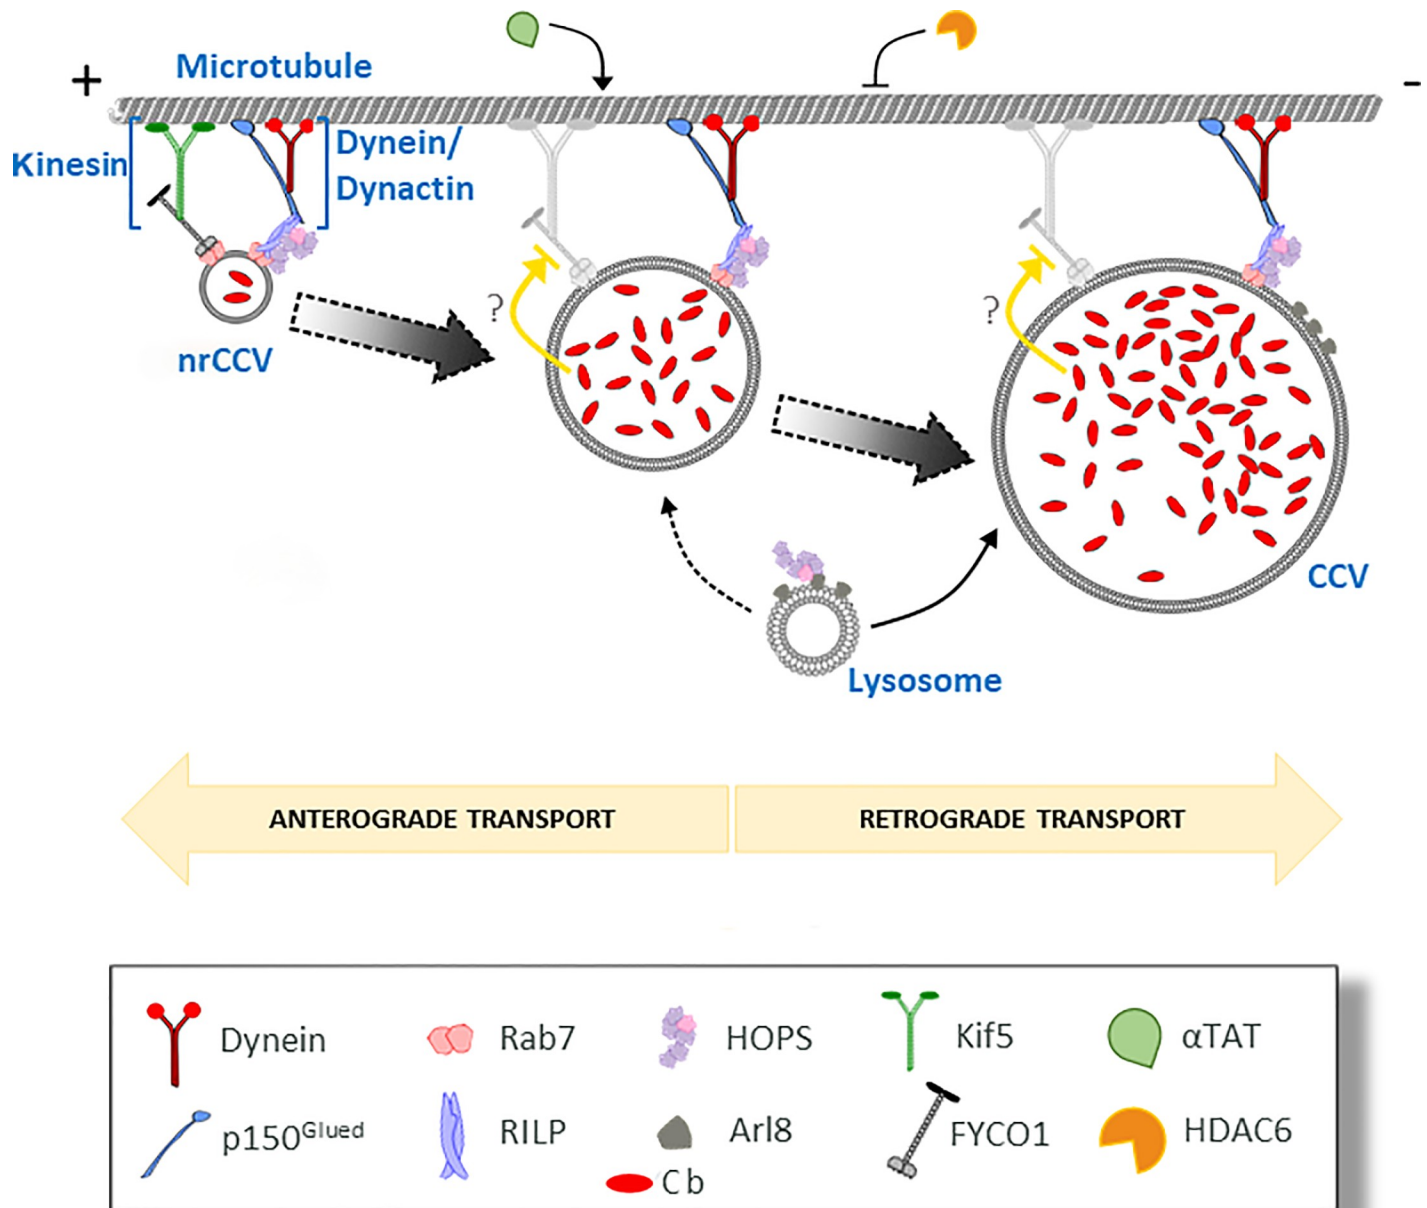 +
Microtubule
-
Kinesin
Dynein/
Dynactin
?
?
nrCCV
CCV
Lysosome
ANTEROGRADE TRANSPORT
RETROGRADE TRANSPORT
Dynein
Rab7
HOPS
Kif5
αTAT
p150Glued
RILP
Arl8
FYCO1
HDAC6
Cb